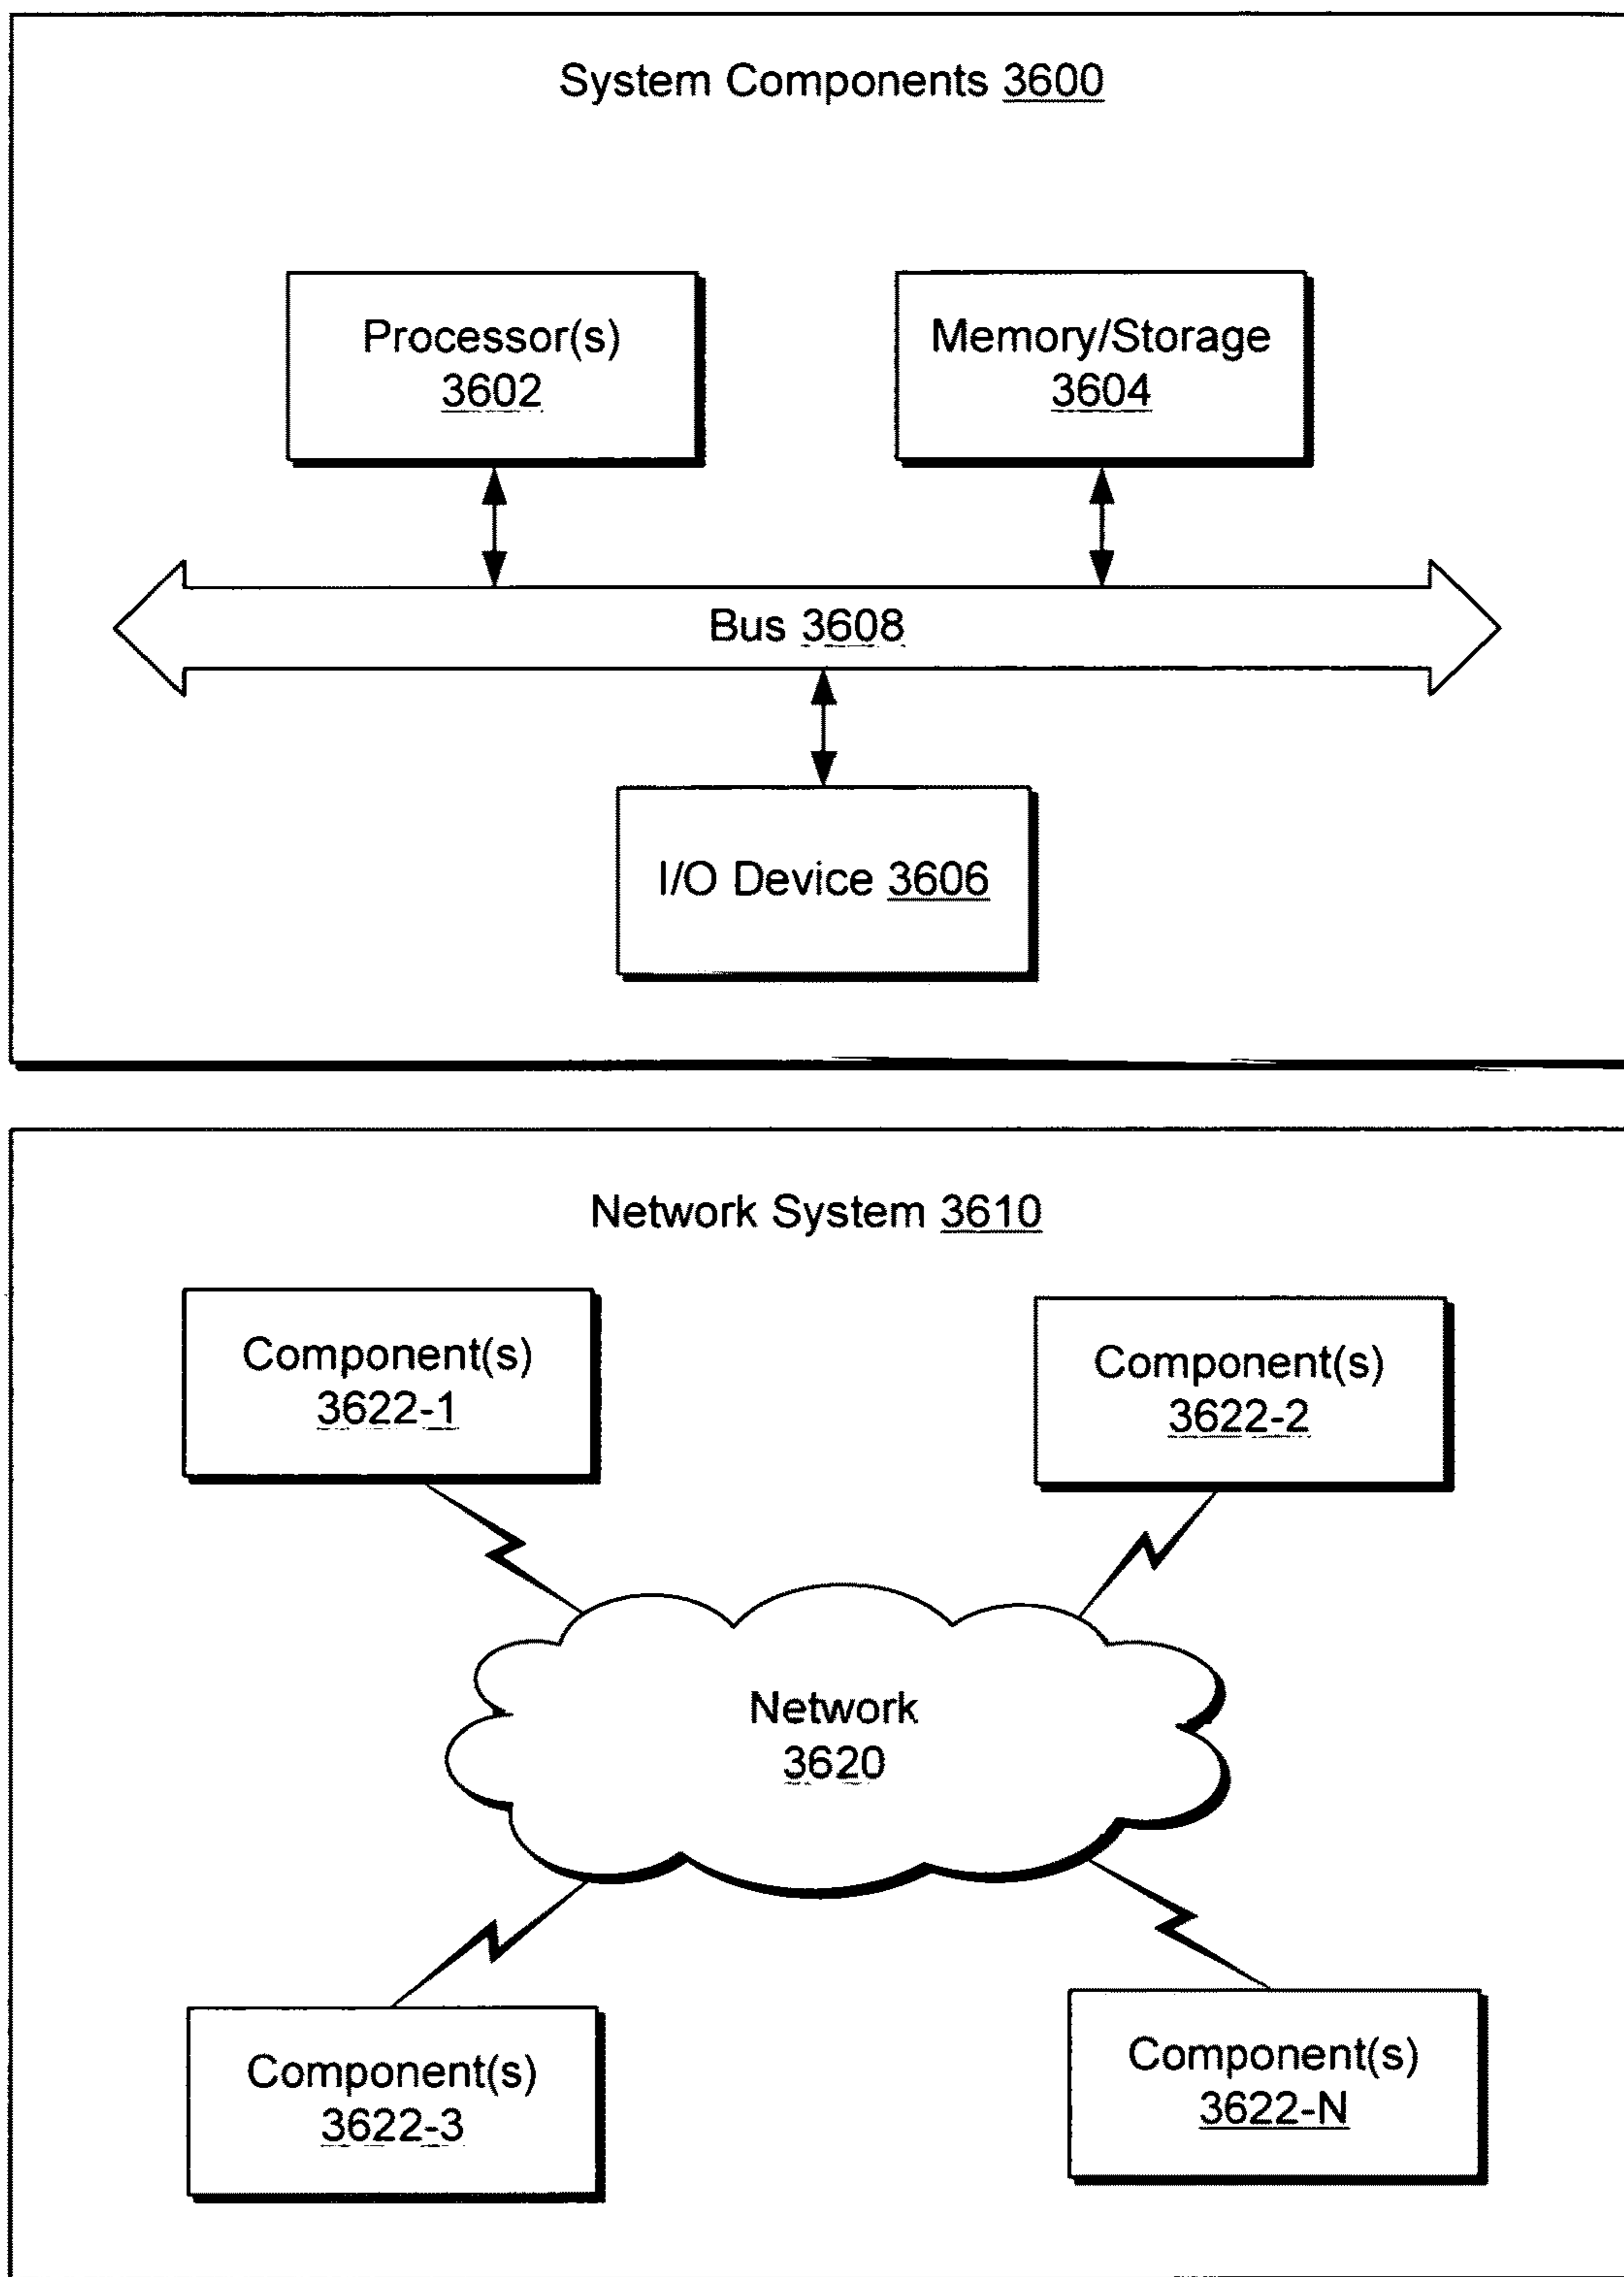 System Components 3600
Processor(s)
3602
Memory/Storage
3604
Bus 3608
I/O Device 3606
Network System 3610
Component(s)
3622-1
Component(s)
3622-2
Network
3620
Component(s)
3622-3
Component(s)
3622-N